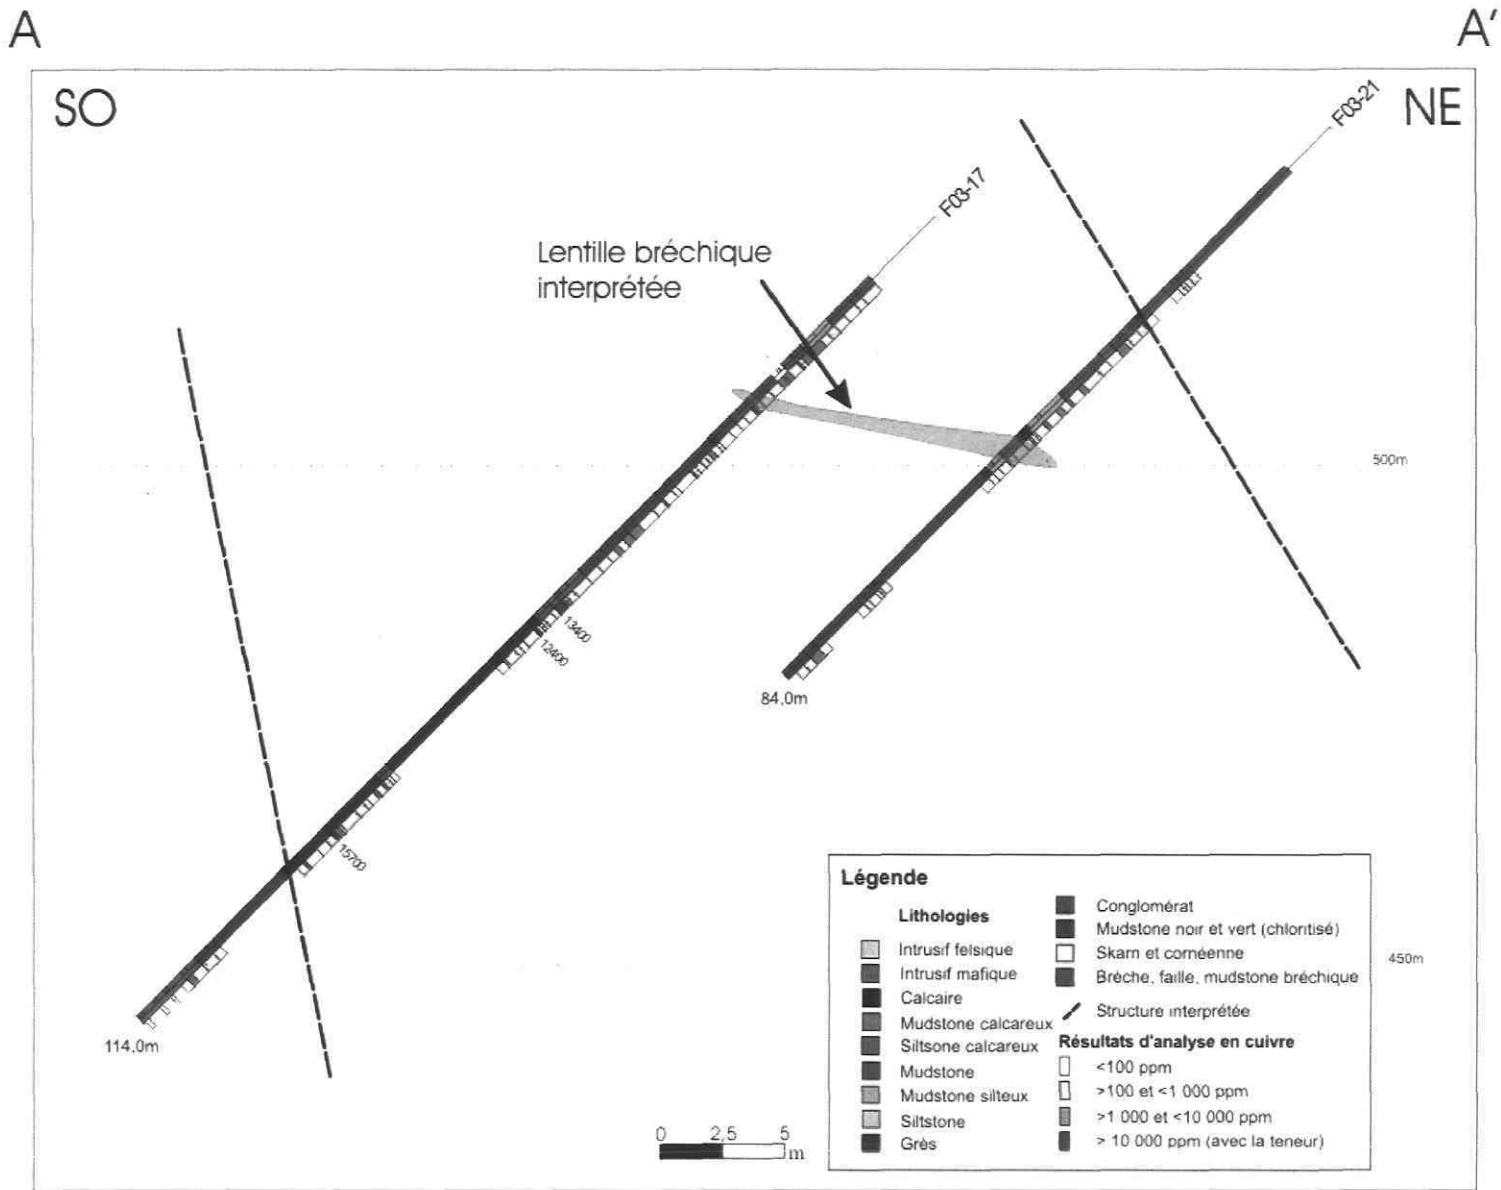 A
A'
SO
NE
F03-21
F03-17
Lentille bréchique
interprétée
500m
13400
12400
84,0m
15700
450m
114,0m
0 2,5 5
m
Légende
Lithologies
Intrusif felsique
Intrusif mafique
Calcaire
Mudstone calcareux
Siltsone calcareux
Mudstone
Mudstone silteux
Siltstone
Grès
Conglomérat
Mudstone noir et vert (chloritisé)
Skarn et cornéenne
Brèche, faille, mudstone bréchique
Structure interprétée
Résultats d'analyse en cuivre
<100 ppm
>100 et <1 000 ppm
>1 000 et <10 000 ppm
> 10 000 ppm (avec la teneur)